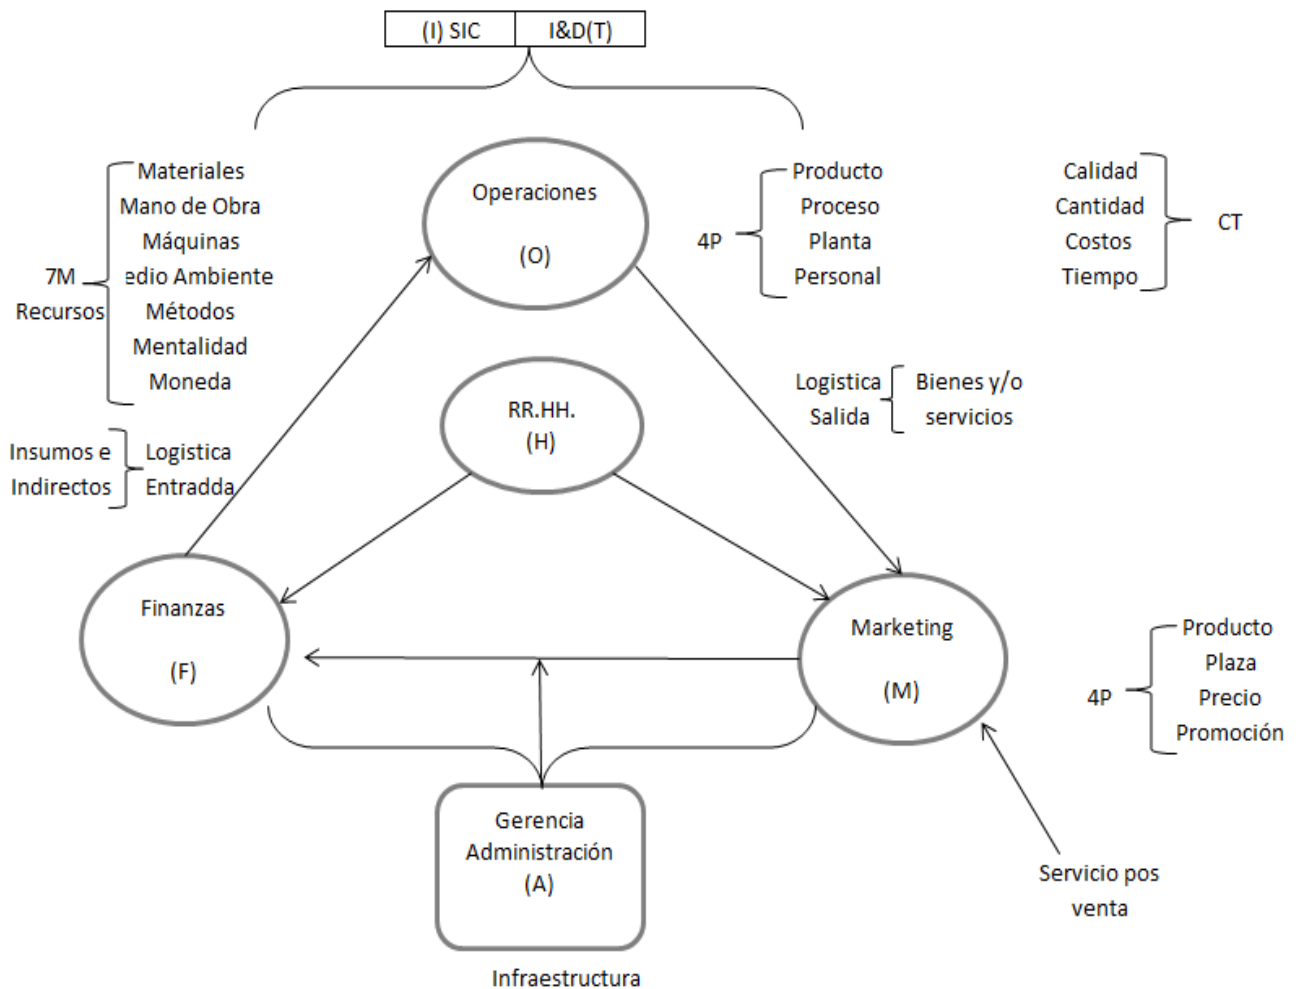 (I) SIC
I&D(T)
Operaciones
(O)
7M
Recursos
Materiales
Mano de Obra
Máquinas
edio Ambiente
Métodos
Mentalidad
Moneda
4P
Producto
Proceso
Planta
Personal
Calidad
Cantidad
Costos
Tiempo
CT
RR.HH.
(H)
Logistica
Salida
Bienes y/o
servicios
Insumos e
Indirectos
Logistica
Entradda
Finanzas
(F)
Marketing
(M)
4P
Producto
Plaza
Precio
Promoción
Gerencia
Administración
(A)
Servicio pos
venta
Infraestructura